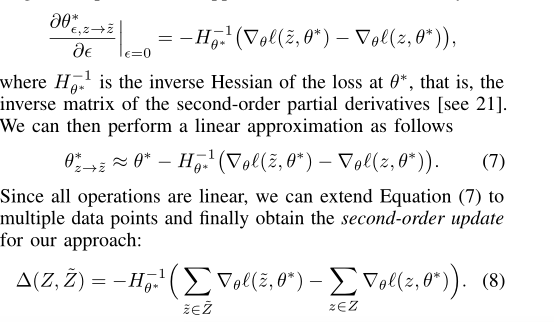 ∂θ*_{ϵ,z→z̃} / ∂ϵ |_{ϵ=0} = −H_{θ*}^{−1}(∇_θ ℓ(z̃, θ*) − ∇_θ ℓ(z, θ*)),
where H_{θ*}^{−1} is the inverse Hessian of the loss at θ*, that is, the
inverse matrix of the second-order partial derivatives [see 21].
We can then perform a linear approximation as follows
θ*_{z→z̃} ≈ θ* − H_{θ*}^{−1}(∇_θ ℓ(z̃, θ*) − ∇_θ ℓ(z, θ*)). (7)
Since all operations are linear, we can extend Equation (7) to
multiple data points and finally obtain the second-order update
for our approach:
Δ(Z, Z̃) = −H_{θ*}^{−1}(∑_{z̃∈Z̃} ∇_θ ℓ(z̃, θ*) − ∑_{z∈Z} ∇_θ ℓ(z, θ*)). (8)